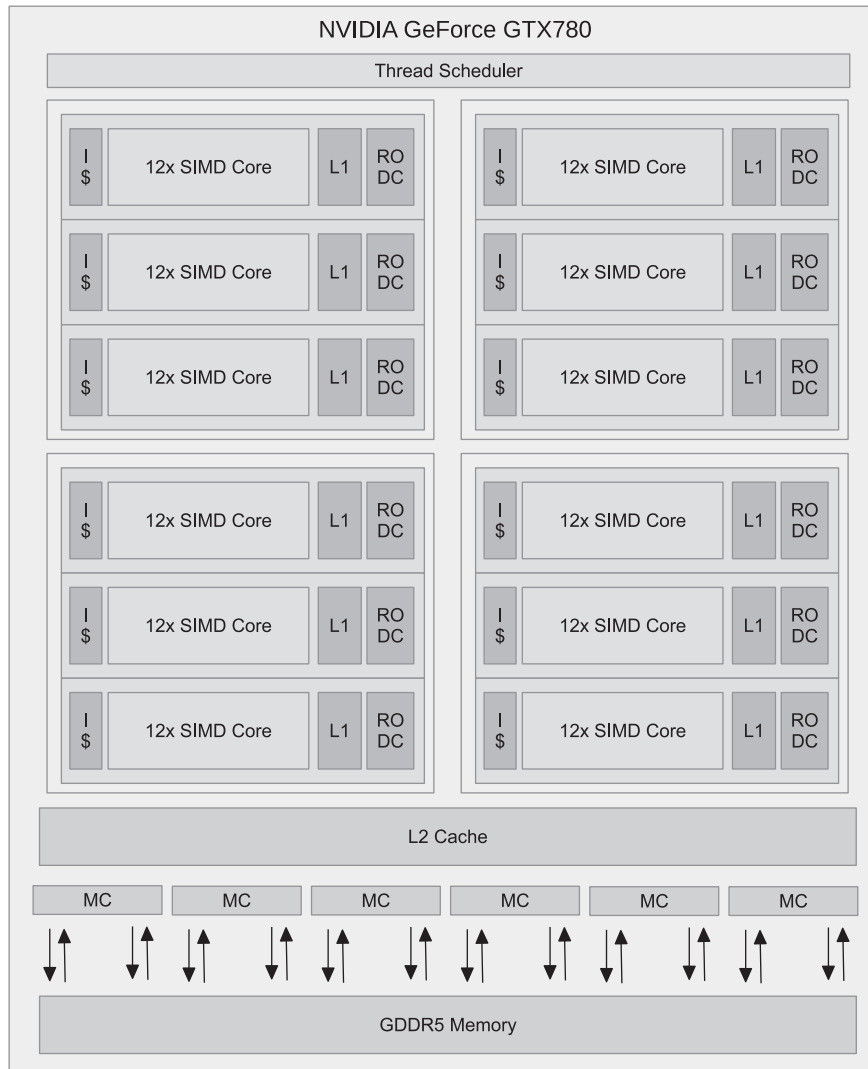 NVIDIA GeForce GTX780
Thread Scheduler
I
$
12x SIMD Core
L1
RO
DC
I
$
12x SIMD Core
L1
RO
DC
I
$
12x SIMD Core
L1
RO
DC
I
$
12x SIMD Core
L1
RO
DC
I
$
12x SIMD Core
L1
RO
DC
I
$
12x SIMD Core
L1
RO
DC
I
$
12x SIMD Core
L1
RO
DC
I
$
12x SIMD Core
L1
RO
DC
I
$
12x SIMD Core
L1
RO
DC
I
$
12x SIMD Core
L1
RO
DC
I
$
12x SIMD Core
L1
RO
DC
I
$
12x SIMD Core
L1
RO
DC
L2 Cache
MC
MC
MC
MC
MC
MC
GDDR5 Memory